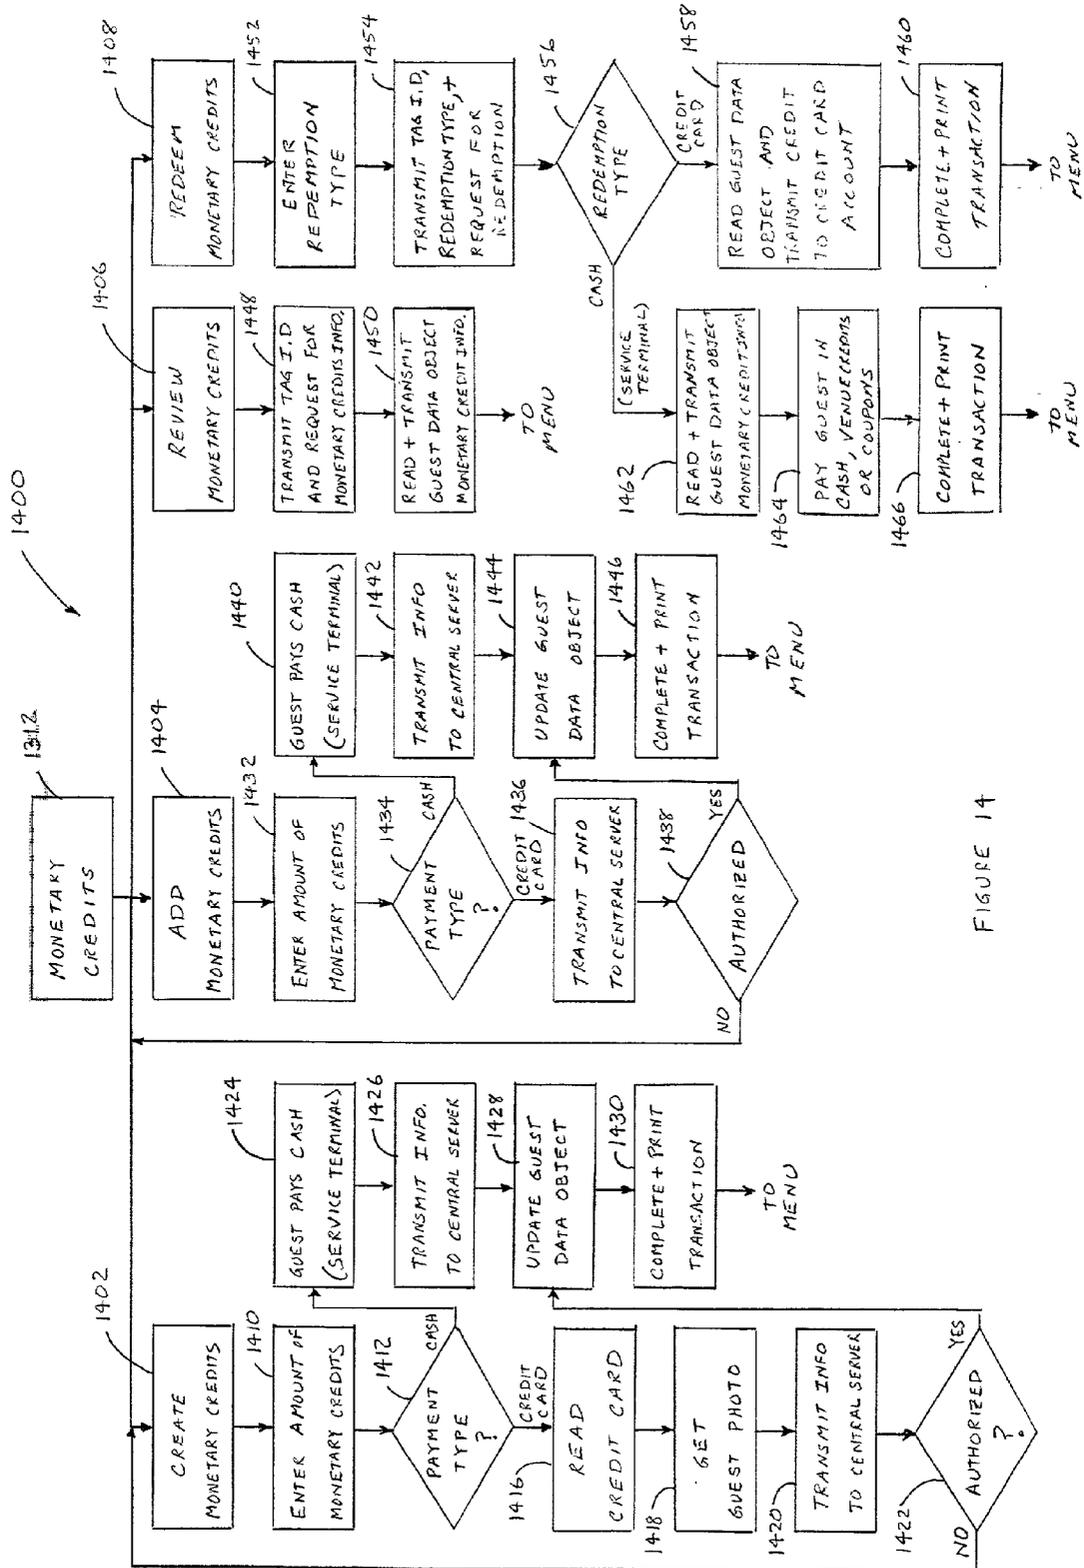 1400
MONETARY
CREDITS
1312
CREATE
MONETARY CREDITS
1402
ENTER AMOUNT OF
MONETARY CREDITS
1410
PAYMENT
TYPE
?
1412
CASH
CREDIT
CARD
READ
CREDIT CARD
1416
GET
GUEST PHOTO
1418
TRANSMIT INFO
TO CENTRAL SERVER
1420
AUTHORIZED
?
1422
NO
YES
GUEST PAYS CASH
(SERVICE TERMINAL)
1424
TRANSMIT INFO.
TO CENTRAL SERVER
1426
UPDATE GUEST
DATA OBJECT
1428
COMPLETE + PRINT
TRANSACTION
1430
TO
MENU
ADD
MONETARY CREDITS
1404
ENTER AMOUNT OF
MONETARY CREDITS
1432
PAYMENT
TYPE
?
1434
CASH
CREDIT
CARD
TRANSMIT INFO
TO CENTRAL SERVER
1436
AUTHORIZED
1438
NO
YES
GUEST PAYS CASH
(SERVICE TERMINAL)
1440
TRANSMIT INFO
TO CENTRAL SERVER
1442
UPDATE GUEST
DATA OBJECT
1444
COMPLETE + PRINT
TRANSACTION
1446
TO
MENU
REVIEW
MONETARY CREDITS
1406
TRANSMIT TAG I.D
AND REQUEST FOR
MONETARY CREDITS INFO.
1448
READ + TRANSMIT
GUEST DATA OBJECT
MONETARY CREDIT INFO.
1450
TO
MENU
REDEEM
MONETARY CREDITS
1408
ENTER
REDEMPTION
TYPE
1452
TRANSMIT TAG I.D,
REDEMPTION TYPE, +
REQUEST FOR
REDEMPTION
1454
REDEMPTION
TYPE
1456
CASH
(SERVICE
TERMINAL)
CREDIT
CARD
READ GUEST DATA
OBJECT AND
TRANSMIT CREDIT
TO CREDIT CARD
ACCOUNT
1458
COMPLETE + PRINT
TRANSACTION
1460
TO
MENU
READ + TRANSMIT
GUEST DATA OBJECT
MONETARY CREDIT INFO
1462
PAY GUEST IN
CASH, VENUE CREDITS
OR COUPONS
1464
COMPLETE + PRINT
TRANSACTION
1466
TO
MENU
FIGURE 14